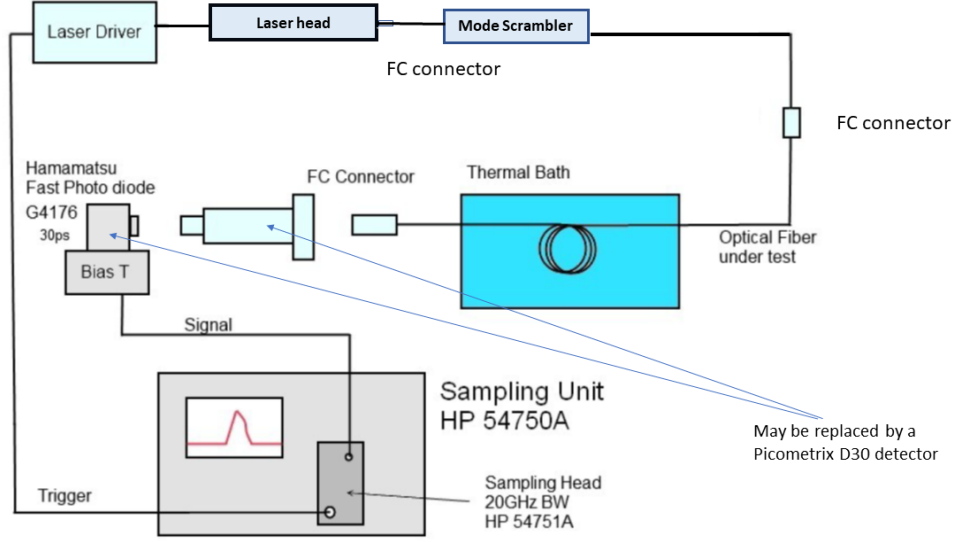 Laser Driver
Laser head
Mode Scrambler
FC connector
FC connector
Hamamatsu
Fast Photo diode
G4176
30ps
Bias T
FC Connector
Thermal Bath
Optical Fiber
under test
Signal
Sampling Unit
HP 54750A
May be replaced by a
Picometrix D30 detector
Trigger
Sampling Head
20GHz BW
HP 54751A